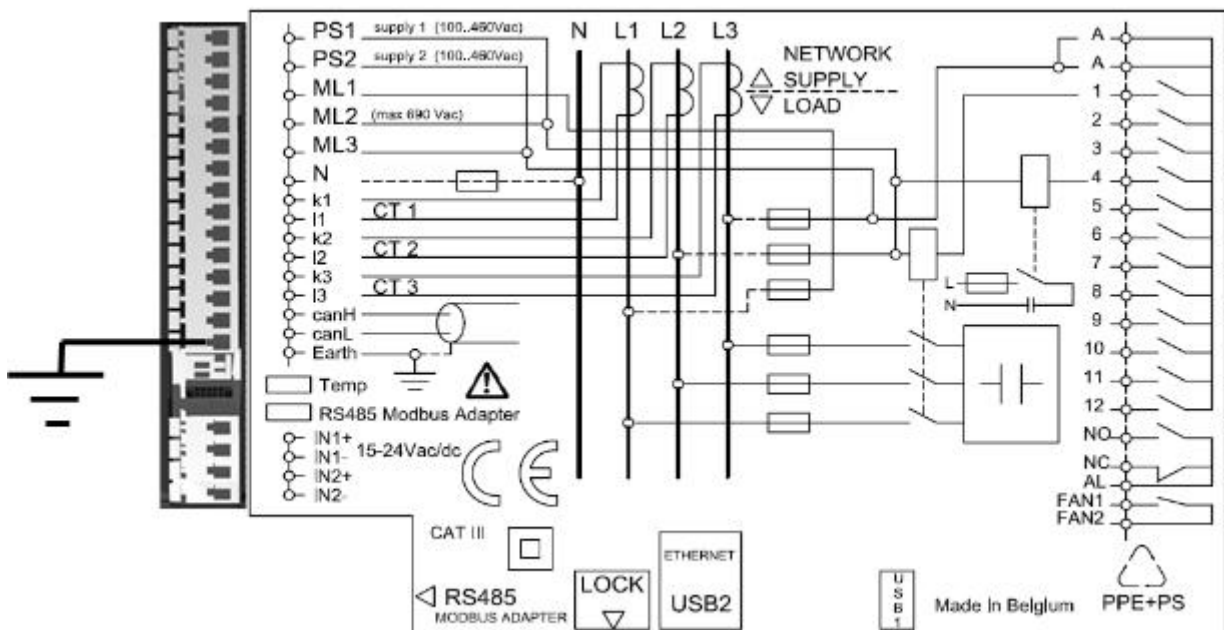 PS1 supply 1 (100..460Vac)
PS2 supply 2 (100..460Vac)
ML1
ML2 (max 690 Vac)
ML3
N
k1
l1 CT 1
k2
l2 CT 2
k3
l3 CT 3
canH
canL
Earth
Temp
RS485 Modbus Adapter
IN1+
IN1-
IN2+
IN2-
15-24Vac/dc
CE
CAT III
RS485
MODBUS ADAPTER
LOCK
ETHERNET
USB2
N L1 L2 L3
NETWORK
SUPPLY
LOAD
L
N
USB1
Made In Belgium
A
A
1
2
3
4
5
6
7
8
9
10
11
12
NO
NC
AL
FAN1
FAN2
PPE+PS